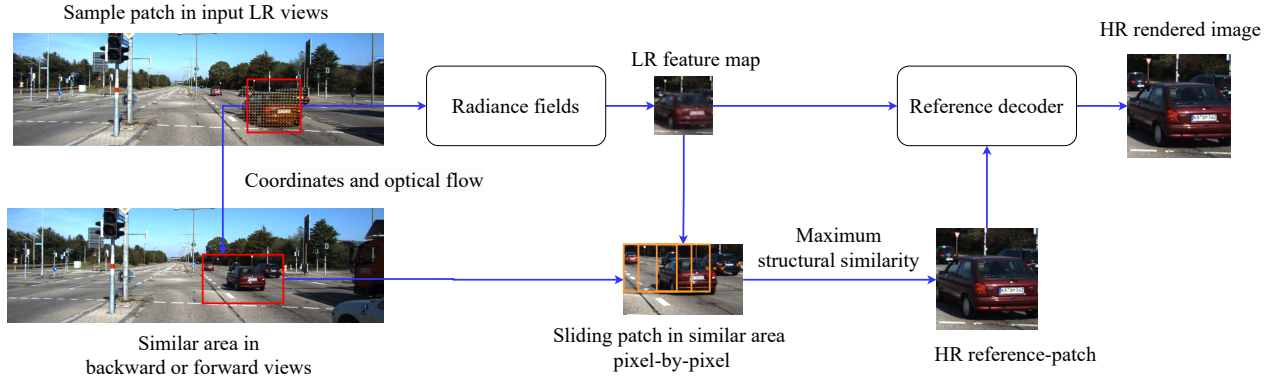 Sample patch in input LR views
HR rendered image
LR feature map
Radiance fields
Reference decoder
Coordinates and optical flow
Maximum
structural similarity
Similar area in
backward or forward views
Sliding patch in similar area
pixel-by-pixel
HR reference-patch